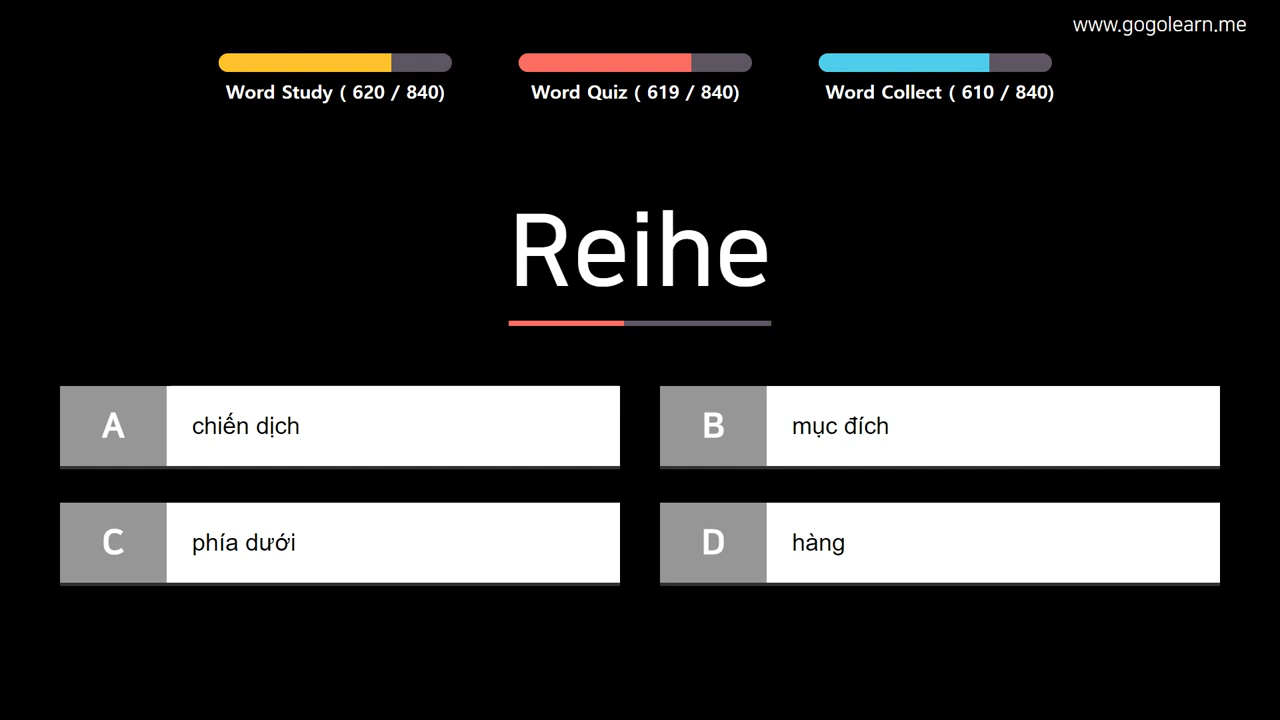 www.gogolearn.me
Word Study ( 620 / 840)
Word Quiz ( 619 / 840)
Word Collect ( 610 / 840)
Reihe
A chiến dịch
B mục đích
C phía dưới
D hàng